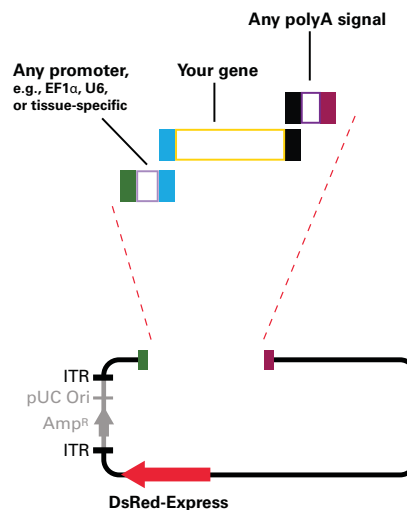 Any polyA signal
Any promoter,
e.g., EF1α, U6,
or tissue-specific
Your gene
ITR
pUC Ori
Ampᴿ
ITR
DsRed-Express